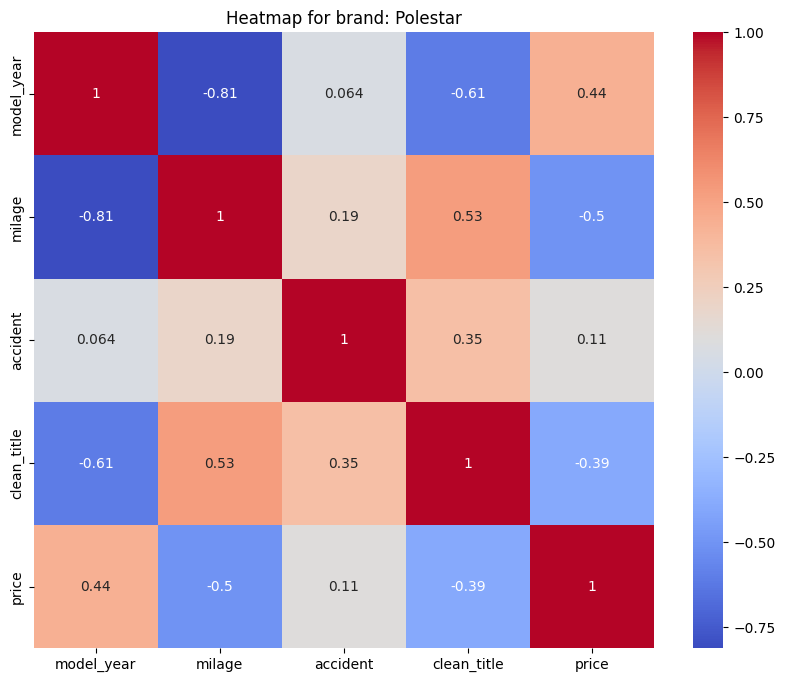 Heatmap for brand: Polestar
model_year 1 -0.81 0.064 -0.61 0.44
milage -0.81 1 0.19 0.53 -0.5
accident 0.064 0.19 1 0.35 0.11
clean_title -0.61 0.53 0.35 1 -0.39
price 0.44 -0.5 0.11 -0.39 1
model_year milage accident clean_title price
1.00
0.75
0.50
0.25
0.00
−0.25
−0.50
−0.75